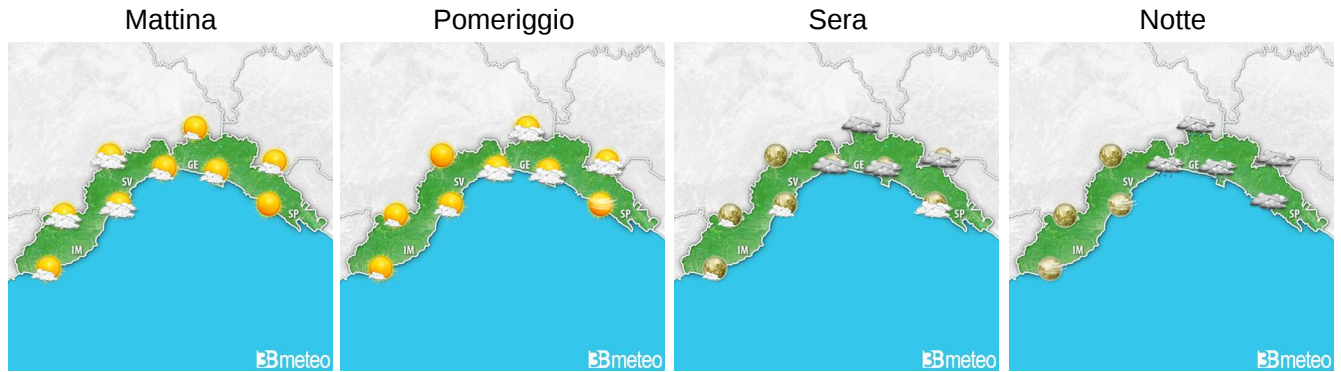 Mattina
Pomeriggio
Sera
Notte
GE
SV
SP
IM
3Bmeteo
GE
SV
SP
IM
3Bmeteo
GE
SV
SP
IM
3Bmeteo
GE
SV
SP
IM
3Bmeteo